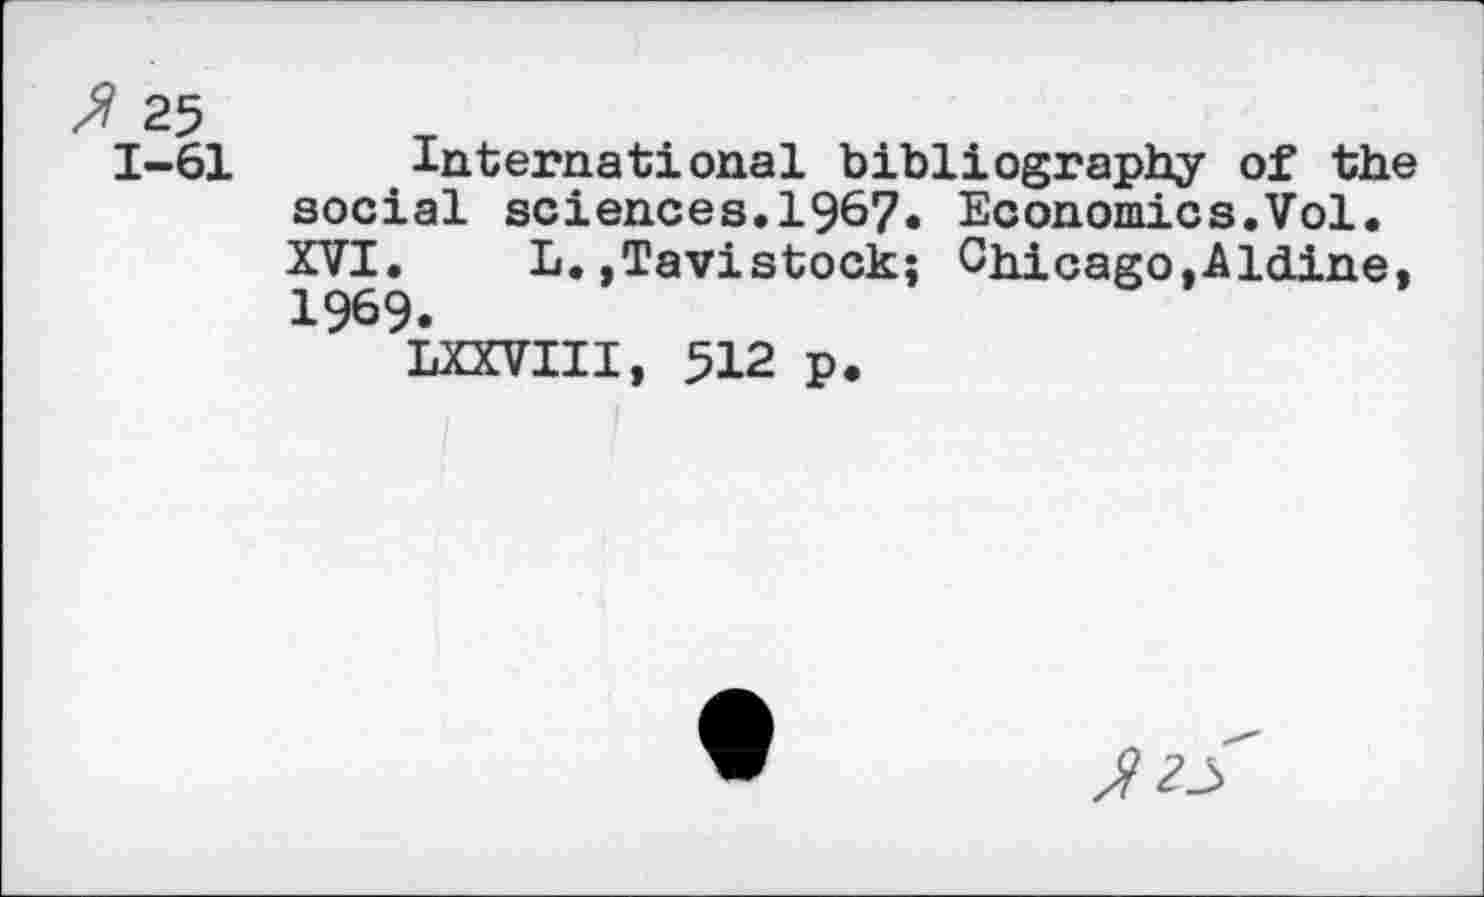 Я 25
I-61 International bibliography of the
social sciences.1967. Economics.Vol.
XVI. L.,Tavistock; Chicago,Aldine,
1969.
LXXVIII, 512 p.
Я 25